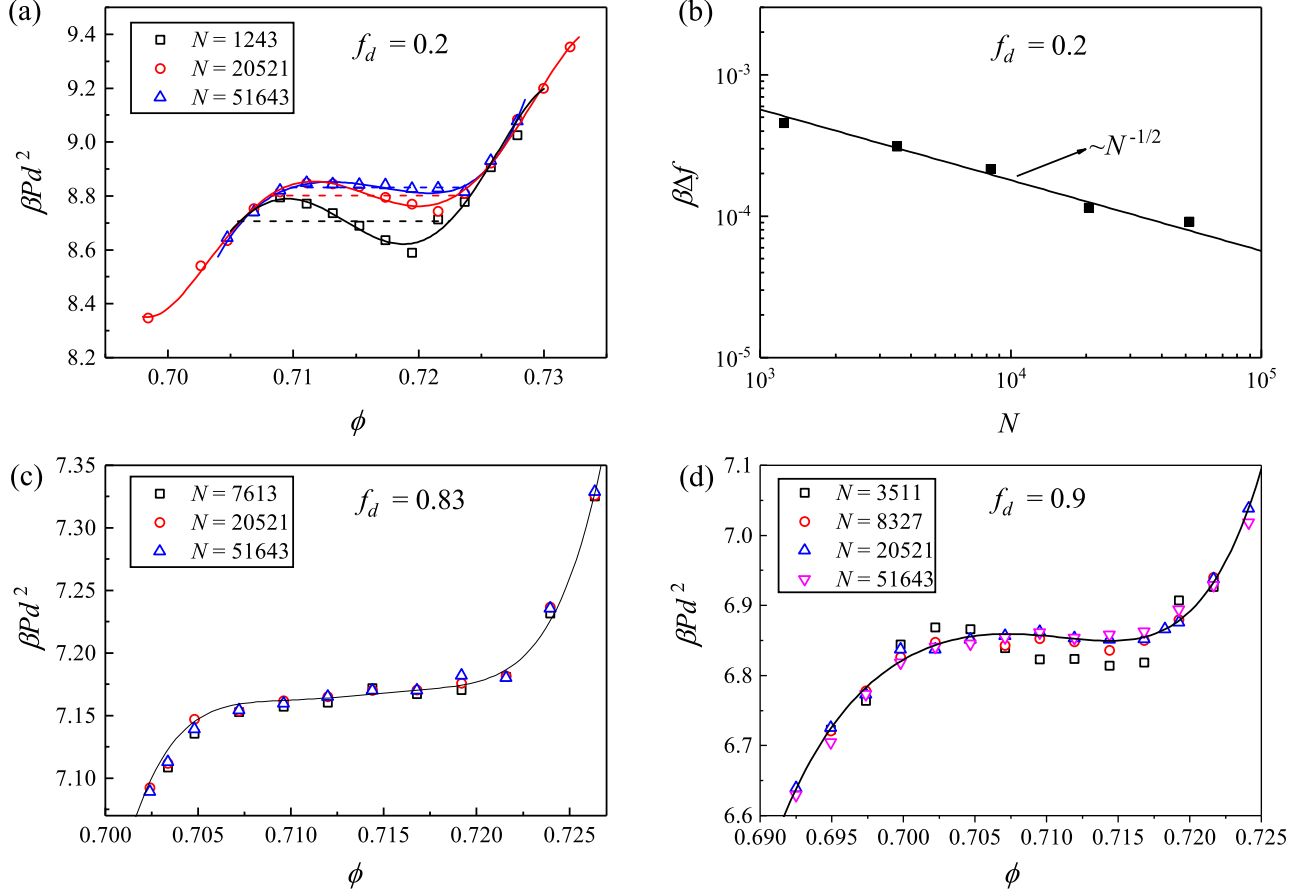 (a)
N = 1243
N = 20521
N = 51643
f_d = 0.2
9.4
9.2
9.0
8.8
8.6
8.4
8.2
βPd²
0.70 0.71 0.72 0.73
ϕ
(b)
f_d = 0.2
10⁻³
10⁻⁴
10⁻⁵
βΔf
~N⁻¹/²
10³ 10⁴ 10⁵
N
(c)
N = 7613
N = 20521
N = 51643
f_d = 0.83
7.35
7.30
7.25
7.20
7.15
7.10
βPd²
0.700 0.705 0.710 0.715 0.720 0.725
ϕ
(d)
N = 3511
N = 8327
N = 20521
N = 51643
f_d = 0.9
7.1
7.0
6.9
6.8
6.7
6.6
βPd²
0.690 0.695 0.700 0.705 0.710 0.715 0.720 0.725
ϕ